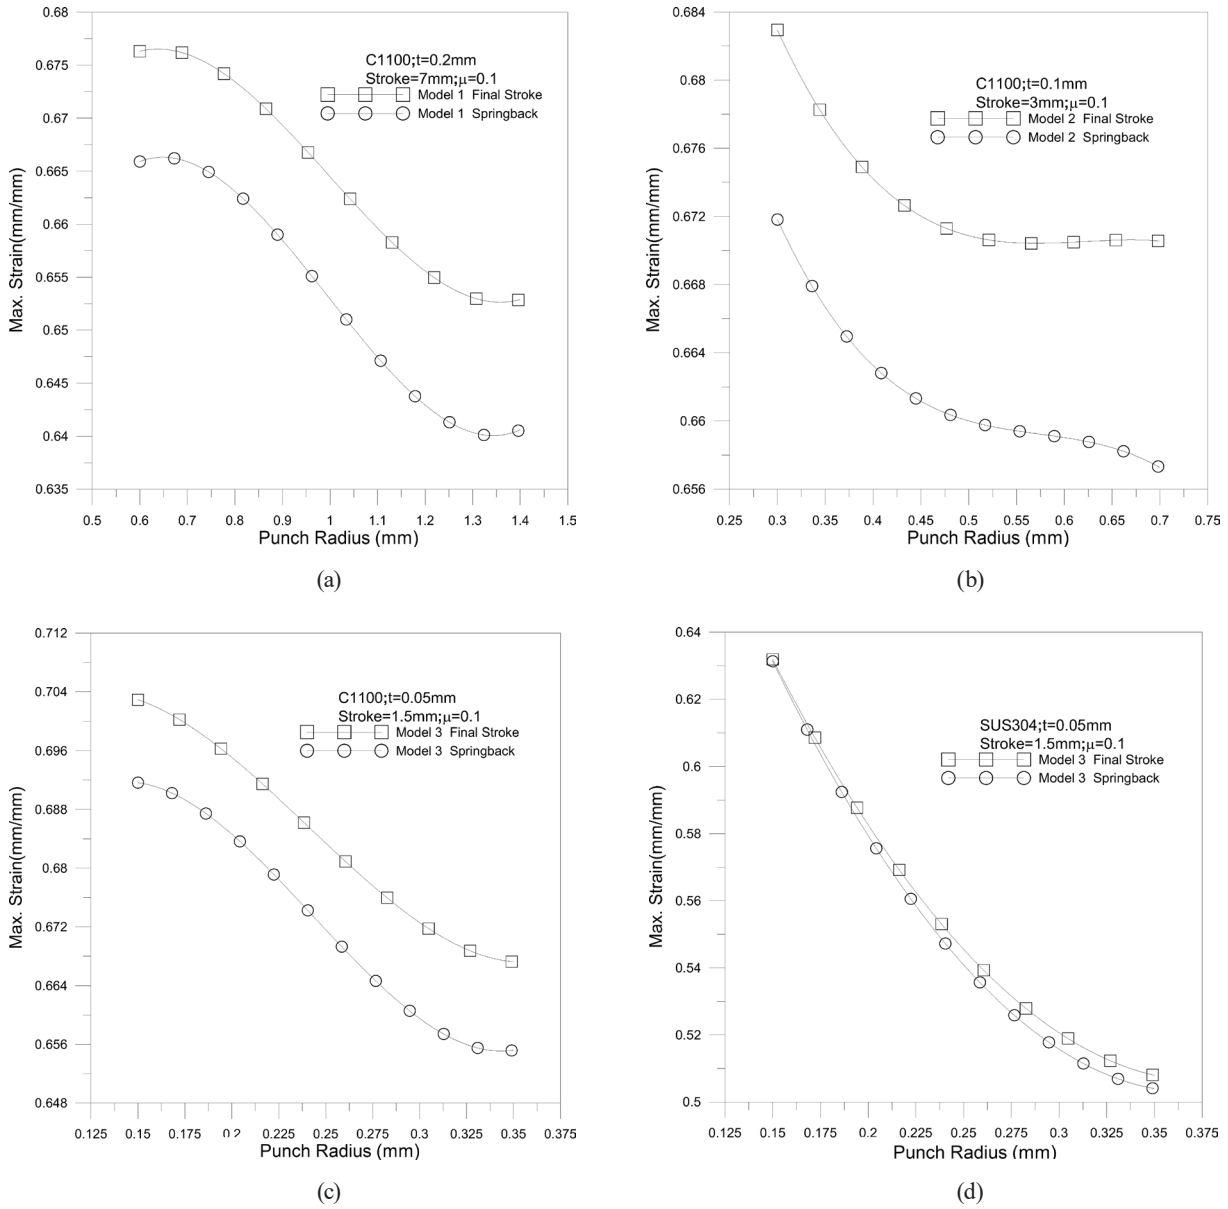 0.68
0.675
0.67
0.665
0.66
0.655
0.65
0.645
0.64
0.635
Max. Strain(mm/mm)
C1100;t=0.2mm
Stroke=7mm;μ=0.1
Model 1 Final Stroke
Model 1 Springback
0.5 0.6 0.7 0.8 0.9 1 1.1 1.2 1.3 1.4 1.5
Punch Radius (mm)
(a)
0.684
0.68
0.676
0.672
0.668
0.664
0.66
0.656
Max. Strain(mm/mm)
C1100;t=0.1mm
Stroke=3mm;μ=0.1
Model 2 Final Stroke
Model 2 Springback
0.25 0.3 0.35 0.4 0.45 0.5 0.55 0.6 0.65 0.7 0.75
Punch Radius (mm)
(b)
0.712
0.704
0.696
0.688
0.68
0.672
0.664
0.656
0.648
Max. Strain(mm/mm)
C1100;t=0.05mm
Stroke=1.5mm;μ=0.1
Model 3 Final Stroke
Model 3 Springback
0.125 0.15 0.175 0.2 0.225 0.25 0.275 0.3 0.325 0.35 0.375
Punch Radius (mm)
(c)
0.64
0.62
0.6
0.58
0.56
0.54
0.52
0.5
Max. Strain(mm/mm)
SUS304;t=0.05mm
Stroke=1.5mm;μ=0.1
Model 3 Final Stroke
Model 3 Springback
0.125 0.15 0.175 0.2 0.225 0.25 0.275 0.3 0.325 0.35 0.375
Punch Radius (mm)
(d)